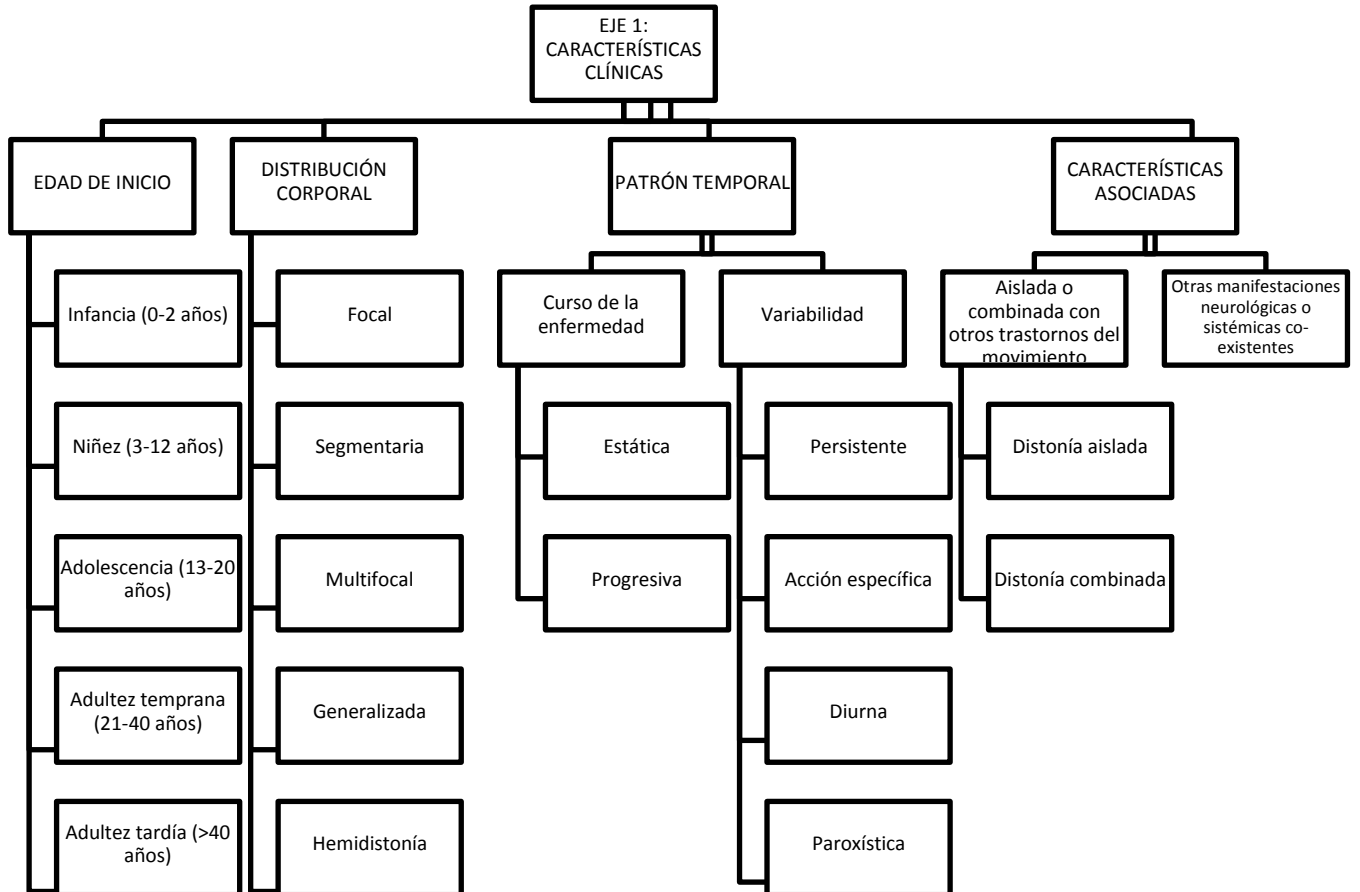 EJE 1:
CARACTERÍSTICAS
CLÍNICAS
EDAD DE INICIO
DISTRIBUCIÓN
CORPORAL
PATRÓN TEMPORAL
CARACTERÍSTICAS
ASOCIADAS
Infancia (0-2 años)
Niñez (3-12 años)
Adolescencia (13-20
años)
Adultez temprana
(21-40 años)
Adultez tardía (>40
años)
Focal
Segmentaria
Multifocal
Generalizada
Hemidistonía
Curso de la
enfermedad
Estática
Progresiva
Variabilidad
Persistente
Acción específica
Diurna
Paroxística
Aislada o
combinada con
otros trastornos del
movimiento
Distonía aislada
Distonía combinada
Otras manifestaciones
neurológicas o
sistémicas co-
existentes